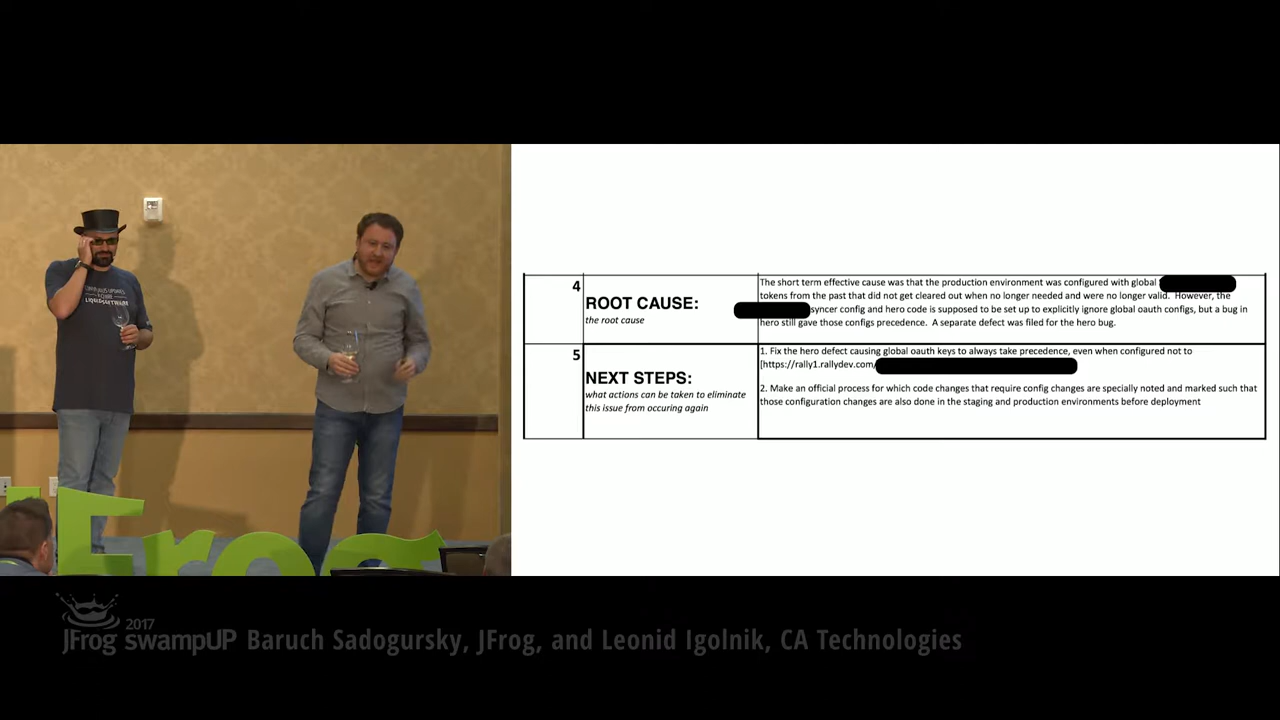 4
ROOT CAUSE:
the root cause
The short term effective cause was that the production environment was configured with global
tokens from the past that did not get cleared out when no longer needed and were no longer valid.  However, the
syncer config and hero code is supposed to be set up to explicitly ignore global oauth configs, but a bug in
hero still gave those configs precedence.  A separate defect was filed for the hero bug.
5
NEXT STEPS:
what actions can be taken to eliminate
this issue from occuring again
1. Fix the hero defect causing global oauth keys to always take precedence, even when configured not to
[https://rally1.rallydev.com/
2. Make an official process for which code changes that require config changes are specially noted and marked such that
those configuration changes are also done in the staging and production environments before deployment
Frog
2017
JFrog swampUP Baruch Sadogursky, JFrog, and Leonid Igolnik, CA Technologies